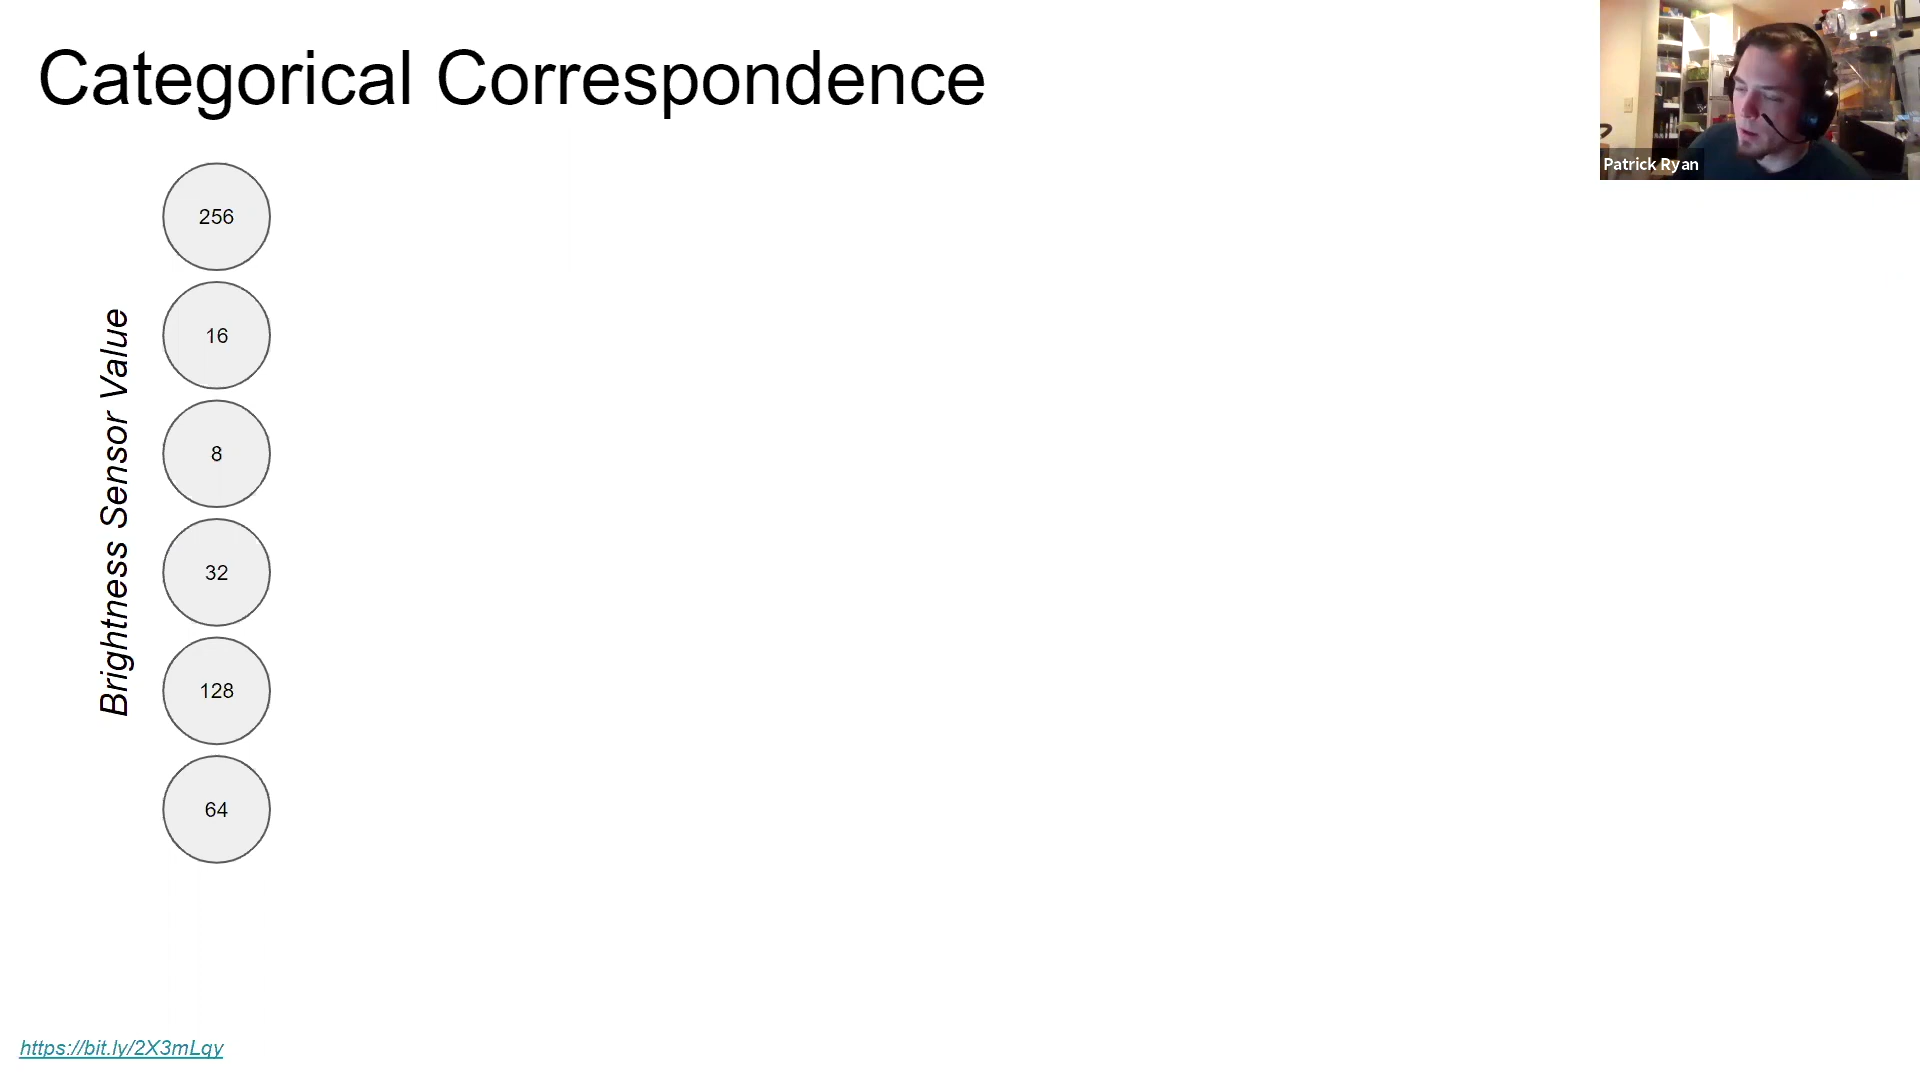 Categorical Correspondence
Patrick Ryan
Brightness Sensor Value
256
16
8
32
128
64
https://bit.ly/2X3mLqy